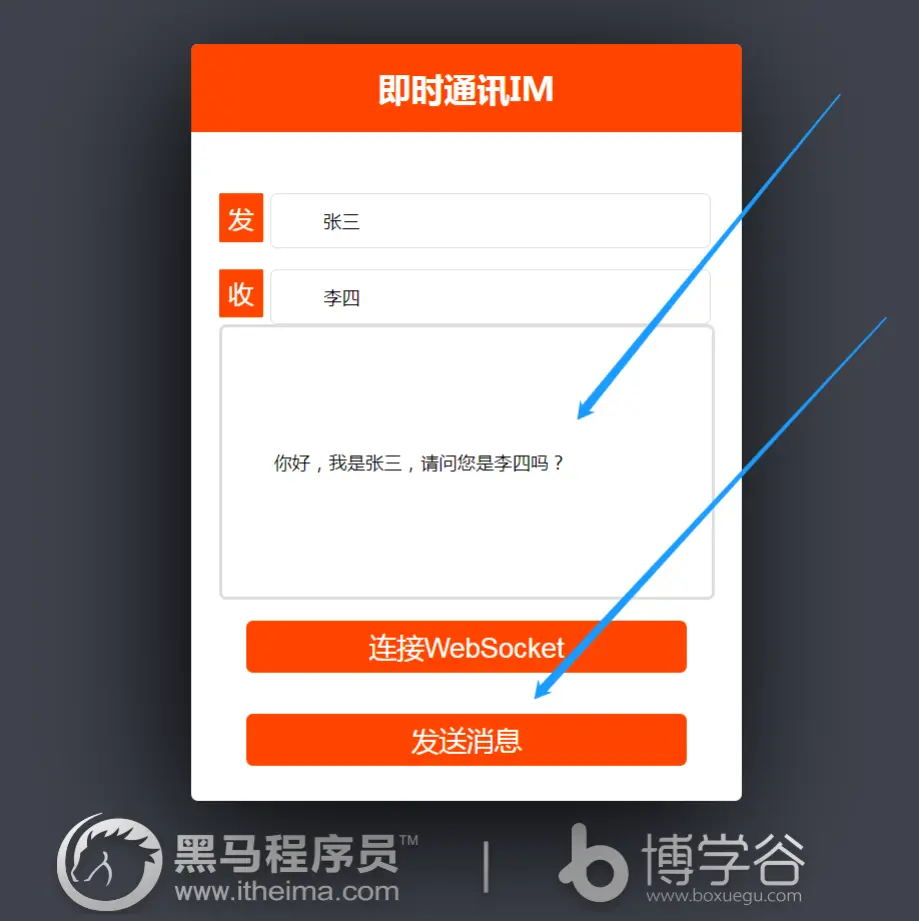 即时通讯IM
发 张三
收 李四
你好，我是张三，请问您是李四吗？
连接WebSocket
发送消息
黑马程序员™
www.itheima.com
博学谷
www.boxuegu.com